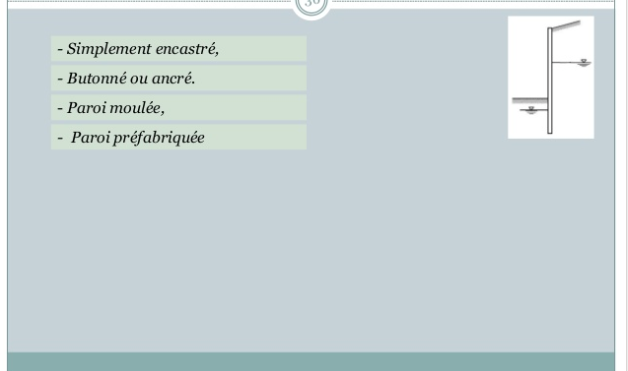 - Simplement encastré,
- Butonné ou ancré.
- Paroi moulée,
- Paroi préfabriquée